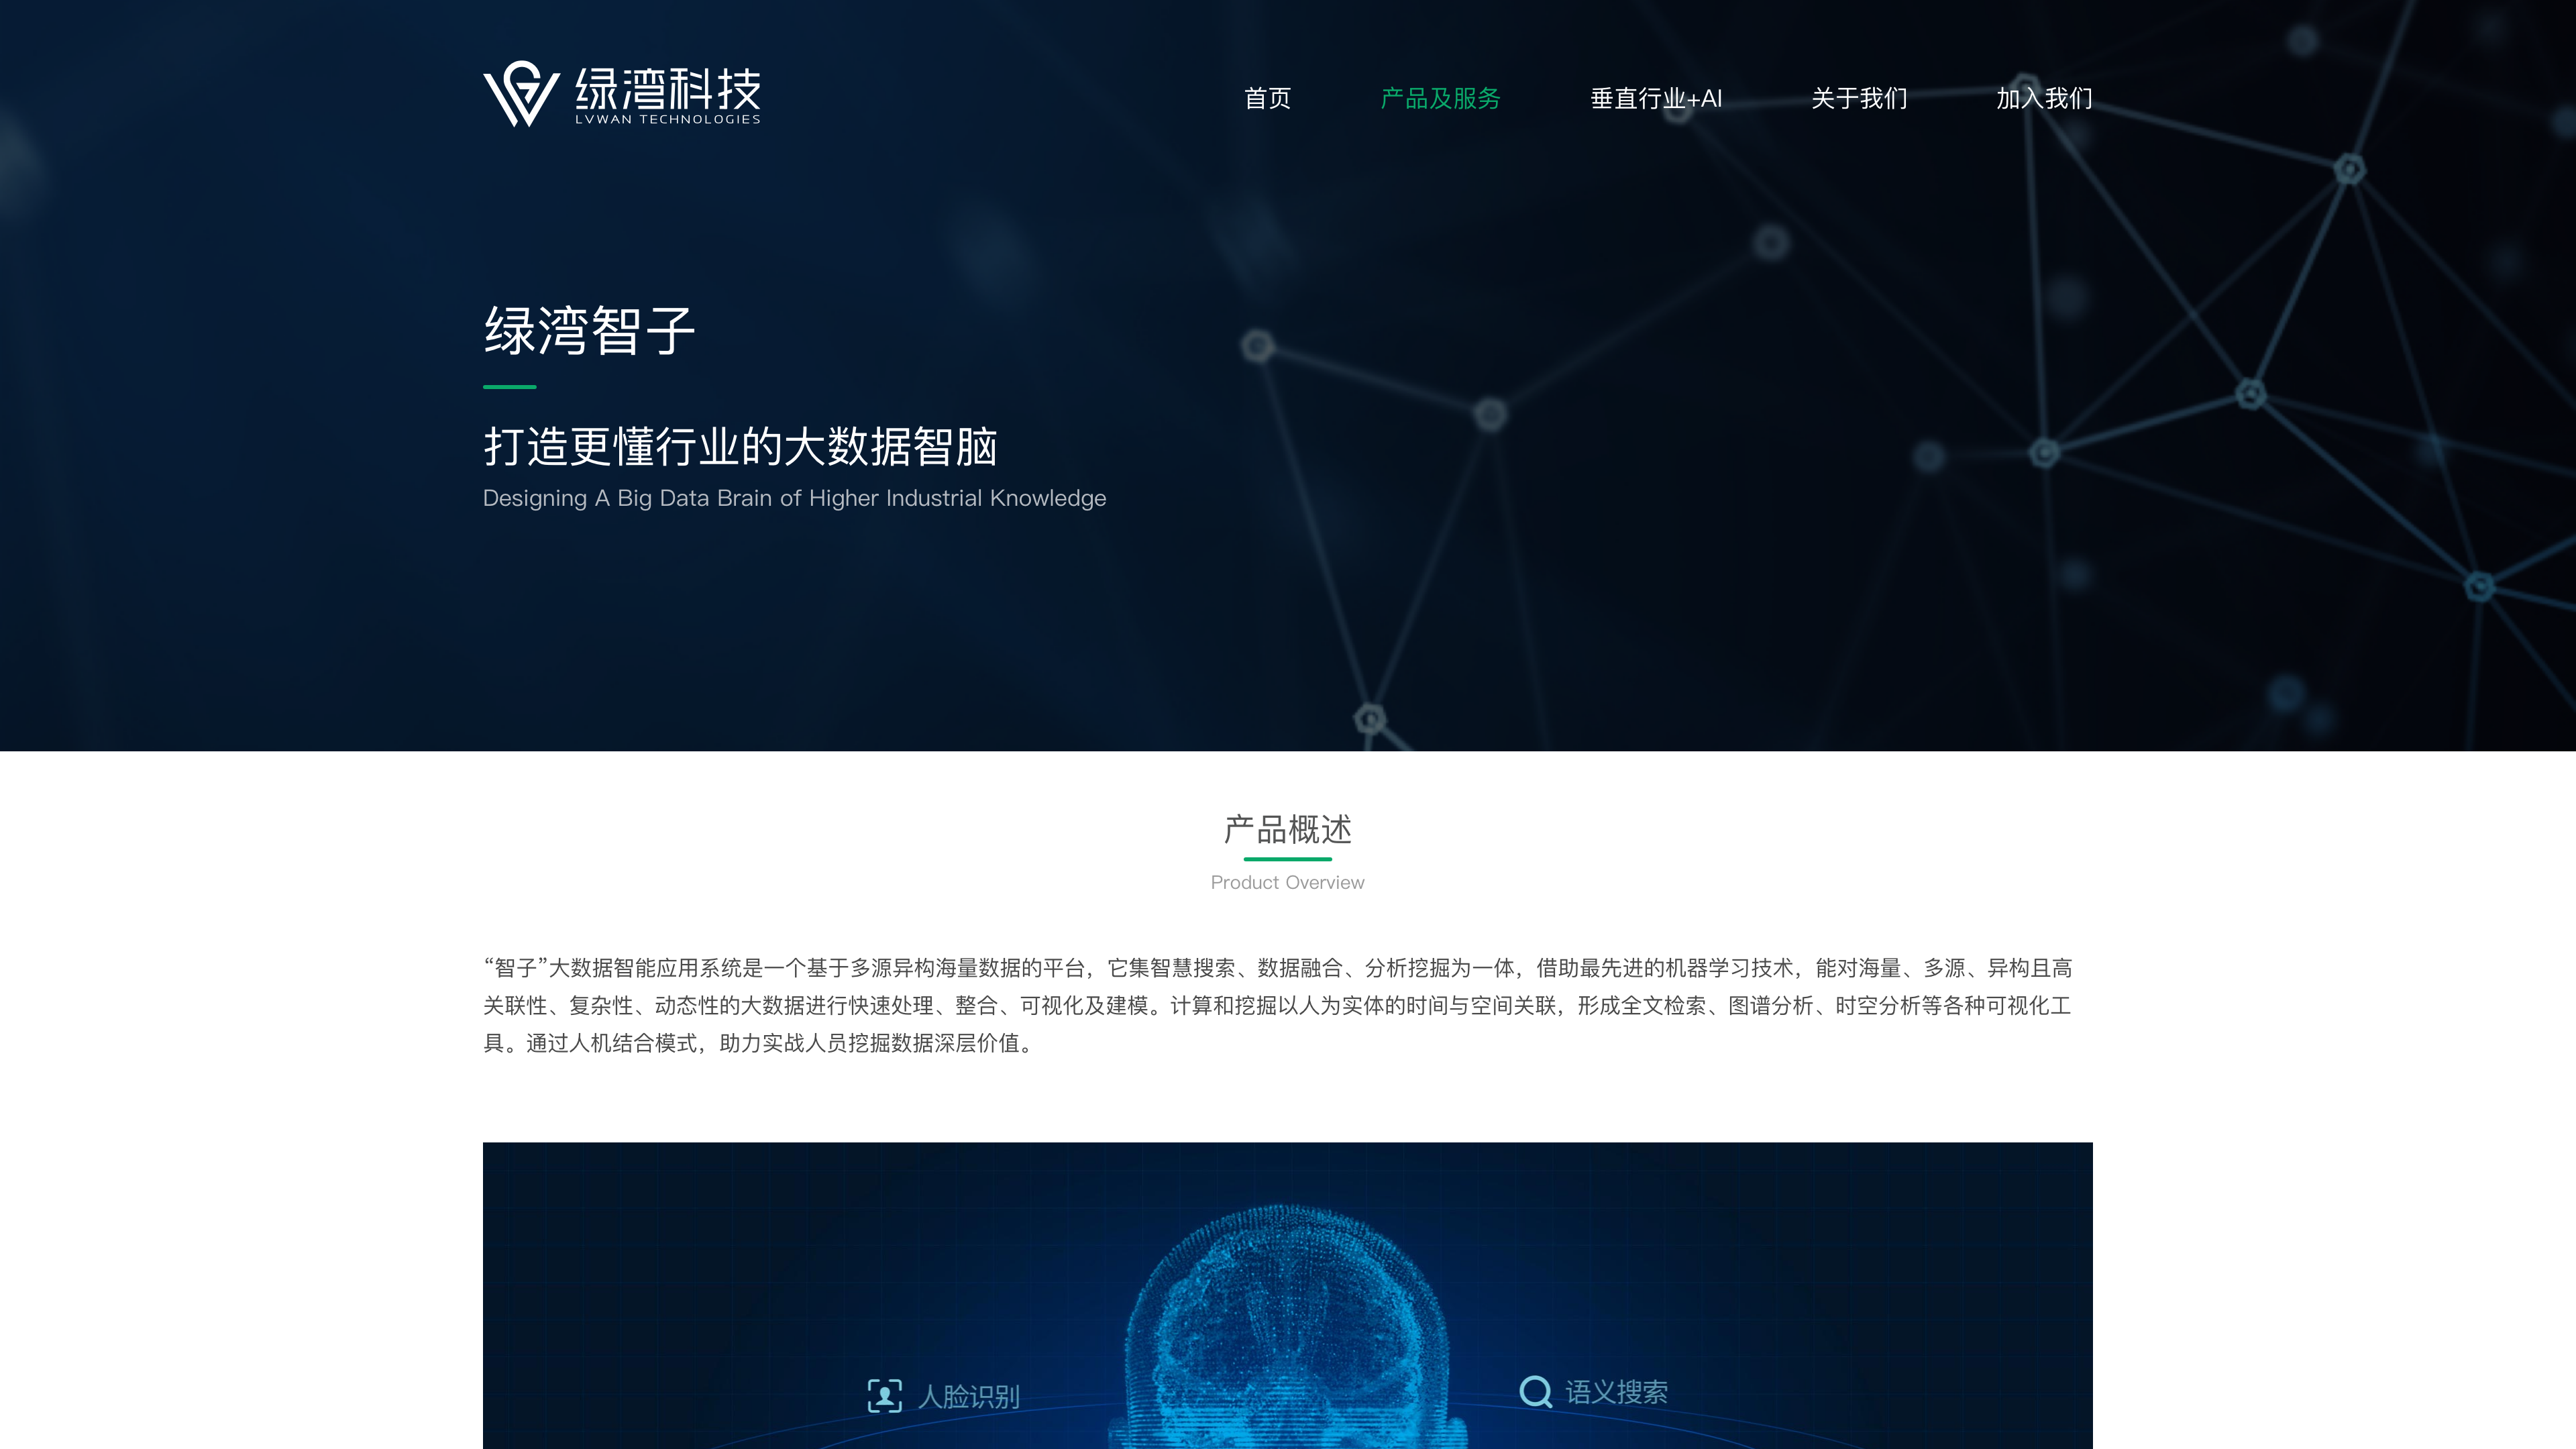 绿湾科技
LVWAN TECHNOLOGIES
首页
产品及服务
垂直行业+AI
关于我们
加入我们
绿湾智子
打造更懂行业的大数据智脑
Designing A Big Data Brain of Higher Industrial Knowledge
产品概述
Product Overview
“智子”大数据智能应用系统是一个基于多源异构海量数据的平台，它集智慧搜索、数据融合、分析挖掘为一体，借助最先进的机器学习技术，能对海量、多源、异构且高
关联性、复杂性、动态性的大数据进行快速处理、整合、可视化及建模。计算和挖掘以人为实体的时间与空间关联，形成全文检索、图谱分析、时空分析等各种可视化工
具。通过人机结合模式，助力实战人员挖掘数据深层价值。
人脸识别
语义搜索